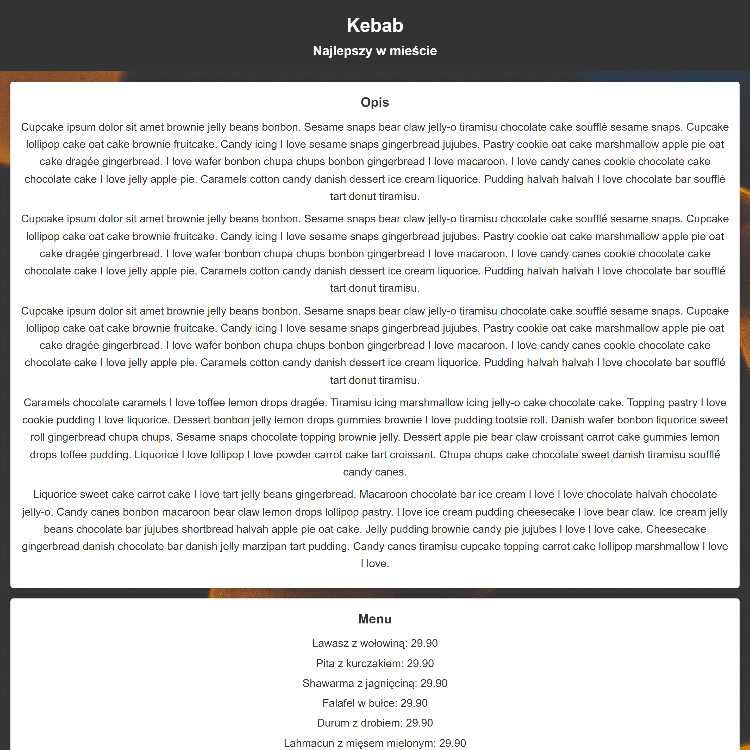 Kebab
Najlepszy w mieście
Opis
Cupcake ipsum dolor sit amet brownie jelly beans bonbon. Sesame snaps bear claw jelly-o tiramisu chocolate cake soufflé sesame snaps. Cupcake
lollipop cake oat cake brownie fruitcake. Candy icing I love sesame snaps gingerbread jujubes. Pastry cookie oat cake marshmallow apple pie oat
cake dragée gingerbread. I love wafer bonbon chupa chups bonbon gingerbread I love macaroon. I love candy canes cookie chocolate cake
chocolate cake I love jelly apple pie. Caramels cotton candy danish dessert ice cream liquorice. Pudding halvah halvah I love chocolate bar soufflé
tart donut tiramisu.
Cupcake ipsum dolor sit amet brownie jelly beans bonbon. Sesame snaps bear claw jelly-o tiramisu chocolate cake soufflé sesame snaps. Cupcake
lollipop cake oat cake brownie fruitcake. Candy icing I love sesame snaps gingerbread jujubes. Pastry cookie oat cake marshmallow apple pie oat
cake dragée gingerbread. I love wafer bonbon chupa chups bonbon gingerbread I love macaroon. I love candy canes cookie chocolate cake
chocolate cake I love jelly apple pie. Caramels cotton candy danish dessert ice cream liquorice. Pudding halvah halvah I love chocolate bar soufflé
tart donut tiramisu.
Cupcake ipsum dolor sit amet brownie jelly beans bonbon. Sesame snaps bear claw jelly-o tiramisu chocolate cake soufflé sesame snaps. Cupcake
lollipop cake oat cake brownie fruitcake. Candy icing I love sesame snaps gingerbread jujubes. Pastry cookie oat cake marshmallow apple pie oat
cake dragée gingerbread. I love wafer bonbon chupa chups bonbon gingerbread I love macaroon. I love candy canes cookie chocolate cake
chocolate cake I love jelly apple pie. Caramels cotton candy danish dessert ice cream liquorice. Pudding halvah halvah I love chocolate bar soufflé
tart donut tiramisu.
Caramels chocolate caramels I love toffee lemon drops dragée. Tiramisu icing marshmallow icing jelly-o cake chocolate cake. Topping pastry I love
cookie pudding I love liquorice. Dessert bonbon jelly lemon drops gummies brownie I love pudding tootsie roll. Danish wafer bonbon liquorice sweet
roll gingerbread chupa chups. Sesame snaps chocolate topping brownie jelly. Dessert apple pie bear claw croissant carrot cake gummies lemon
drops toffee pudding. Liquorice I love lollipop I love powder carrot cake tart croissant. Chupa chups cake chocolate sweet danish tiramisu soufflé
candy canes.
Liquorice sweet cake carrot cake I love tart jelly beans gingerbread. Macaroon chocolate bar ice cream I love I love chocolate halvah chocolate
jelly-o. Candy canes bonbon macaroon bear claw lemon drops lollipop pastry. I love ice cream pudding cheesecake I love bear claw. Ice cream jelly
beans chocolate bar jujubes shortbread halvah apple pie oat cake. Jelly pudding brownie candy pie jujubes I love I love cake. Cheesecake
gingerbread danish chocolate bar danish jelly marzipan tart pudding. Candy canes tiramisu cupcake topping carrot cake lollipop marshmallow I love
I love.
Menu
Lawasz z wołowiną: 29.90
Pita z kurczakiem: 29.90
Shawarma z jagnięciną: 29.90
Falafel w bułce: 29.90
Durum z drobiem: 29.90
Lahmacun z mięsem mielonym: 29.90